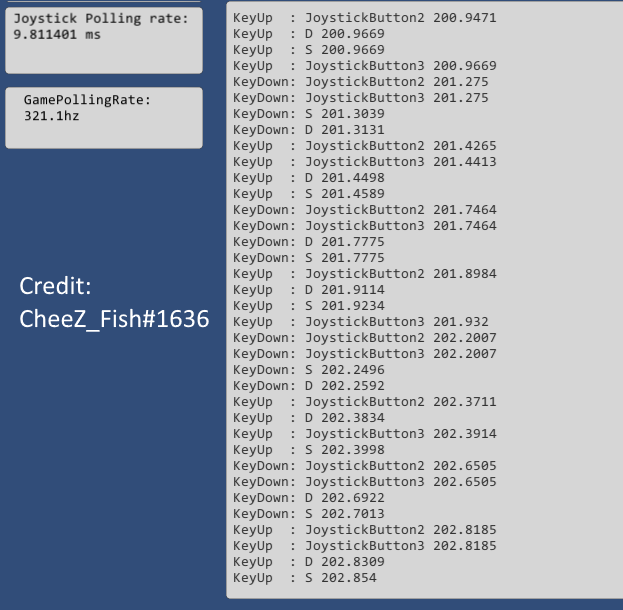 Joystick Polling rate:
9.811401 ms
GamePollingRate:
321.1hz
Credit:
CheeZ_Fish#1636
KeyUp  : JoystickButton2 200.9471
KeyUp  : D 200.9669
KeyUp  : S 200.9669
KeyUp  : JoystickButton3 200.9669
KeyDown: JoystickButton2 201.275
KeyDown: JoystickButton3 201.275
KeyDown: S 201.3039
KeyDown: D 201.3131
KeyUp  : JoystickButton2 201.4265
KeyUp  : JoystickButton3 201.4413
KeyUp  : D 201.4498
KeyUp  : S 201.4589
KeyDown: JoystickButton2 201.7464
KeyDown: JoystickButton3 201.7464
KeyDown: D 201.7775
KeyDown: S 201.7775
KeyUp  : JoystickButton2 201.8984
KeyUp  : D 201.9114
KeyUp  : S 201.9234
KeyUp  : JoystickButton3 201.932
KeyDown: JoystickButton2 202.2007
KeyDown: JoystickButton3 202.2007
KeyDown: S 202.2496
KeyDown: D 202.2592
KeyUp  : JoystickButton2 202.3711
KeyUp  : D 202.3834
KeyUp  : JoystickButton3 202.3914
KeyUp  : S 202.3998
KeyDown: JoystickButton2 202.6505
KeyDown: JoystickButton3 202.6505
KeyDown: D 202.6922
KeyDown: S 202.7013
KeyUp  : JoystickButton2 202.8185
KeyUp  : JoystickButton3 202.8185
KeyUp  : D 202.8309
KeyUp  : S 202.854